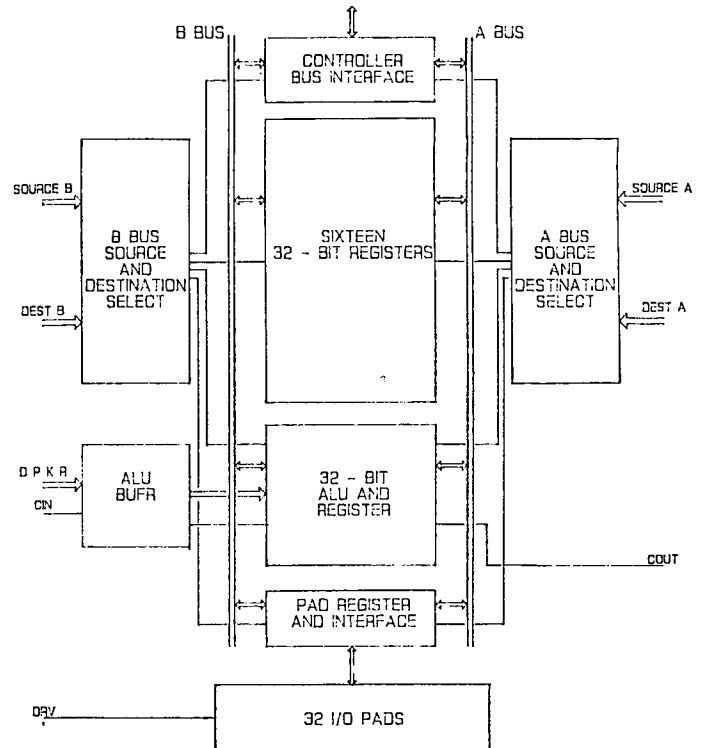 B BUS
A BUS
CONTROLLER
BUS INTERFACE
SOURCE B
SOURCE A
B BUS
SOURCE
AND
DESTINATION
SELECT
SIXTEEN
32 - BIT REGISTERS
A BUS
SOURCE
AND
DESTINATION
SELECT
DEST B
DEST A
O P K R
CIN
ALU
BUFR
32 - BIT
ALU AND
REGISTER
COUT
PAD REGISTER
AND INTERFACE
DRV
32 I/O PADS